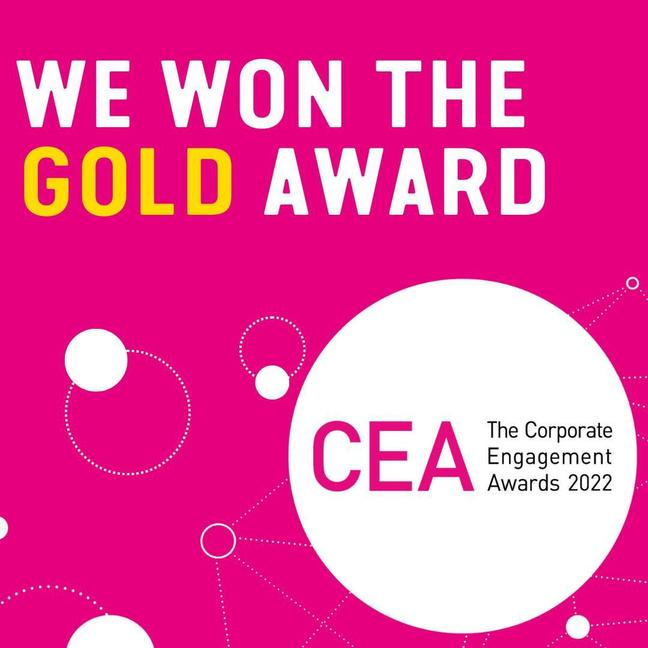 WE WON THE
GOLD AWARD
CEA
The Corporate
Engagement
Awards 2022